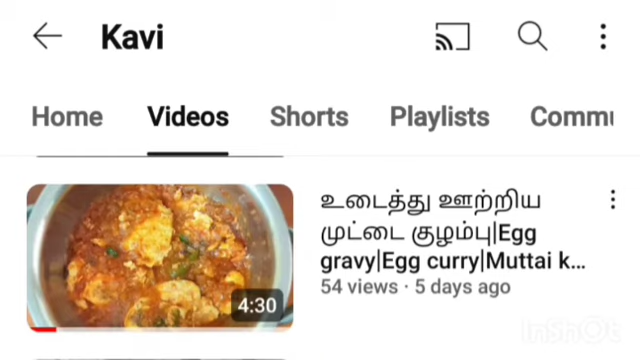 Kavi
Home Videos Shorts Playlists Commu
உடைத்து ஊற்றிய
முட்டை குழம்பு|Egg
gravy|Egg curry|Muttai k...
54 views · 5 days ago
4:30
InShOt